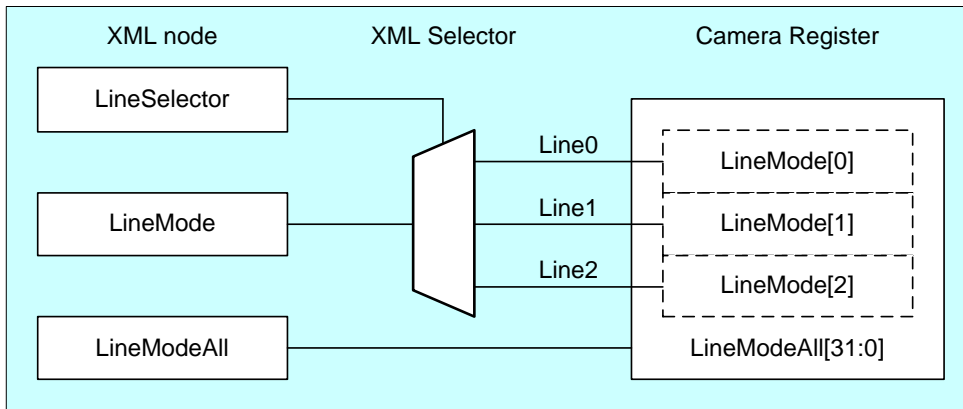 XML node
XML Selector
Camera Register
LineSelector
LineMode
LineModeAll
Line0
Line1
Line2
LineMode[0]
LineMode[1]
LineMode[2]
LineModeAll[31:0]